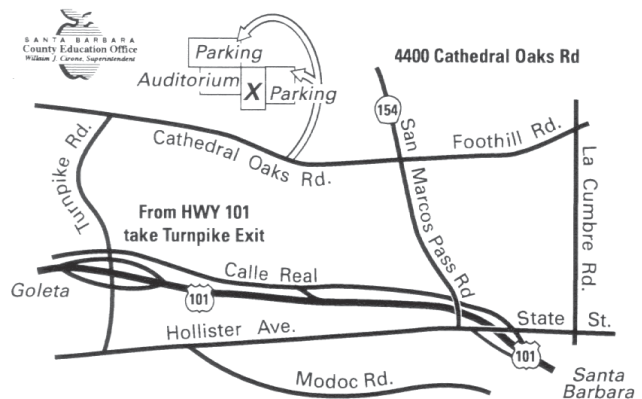 SANTA BARBARA
County Education Office
William J. Cirone, Superintendent
Parking
Auditorium
X
Parking
4400 Cathedral Oaks Rd
154
Turnpike Rd.
Cathedral Oaks Rd.
San Marcos Pass Rd
Foothill Rd.
La Cumbre Rd.
From HWY 101
take Turnpike Exit
Goleta
Calle Real
101
Hollister Ave.
State St.
101
Modoc Rd.
Santa
Barbara